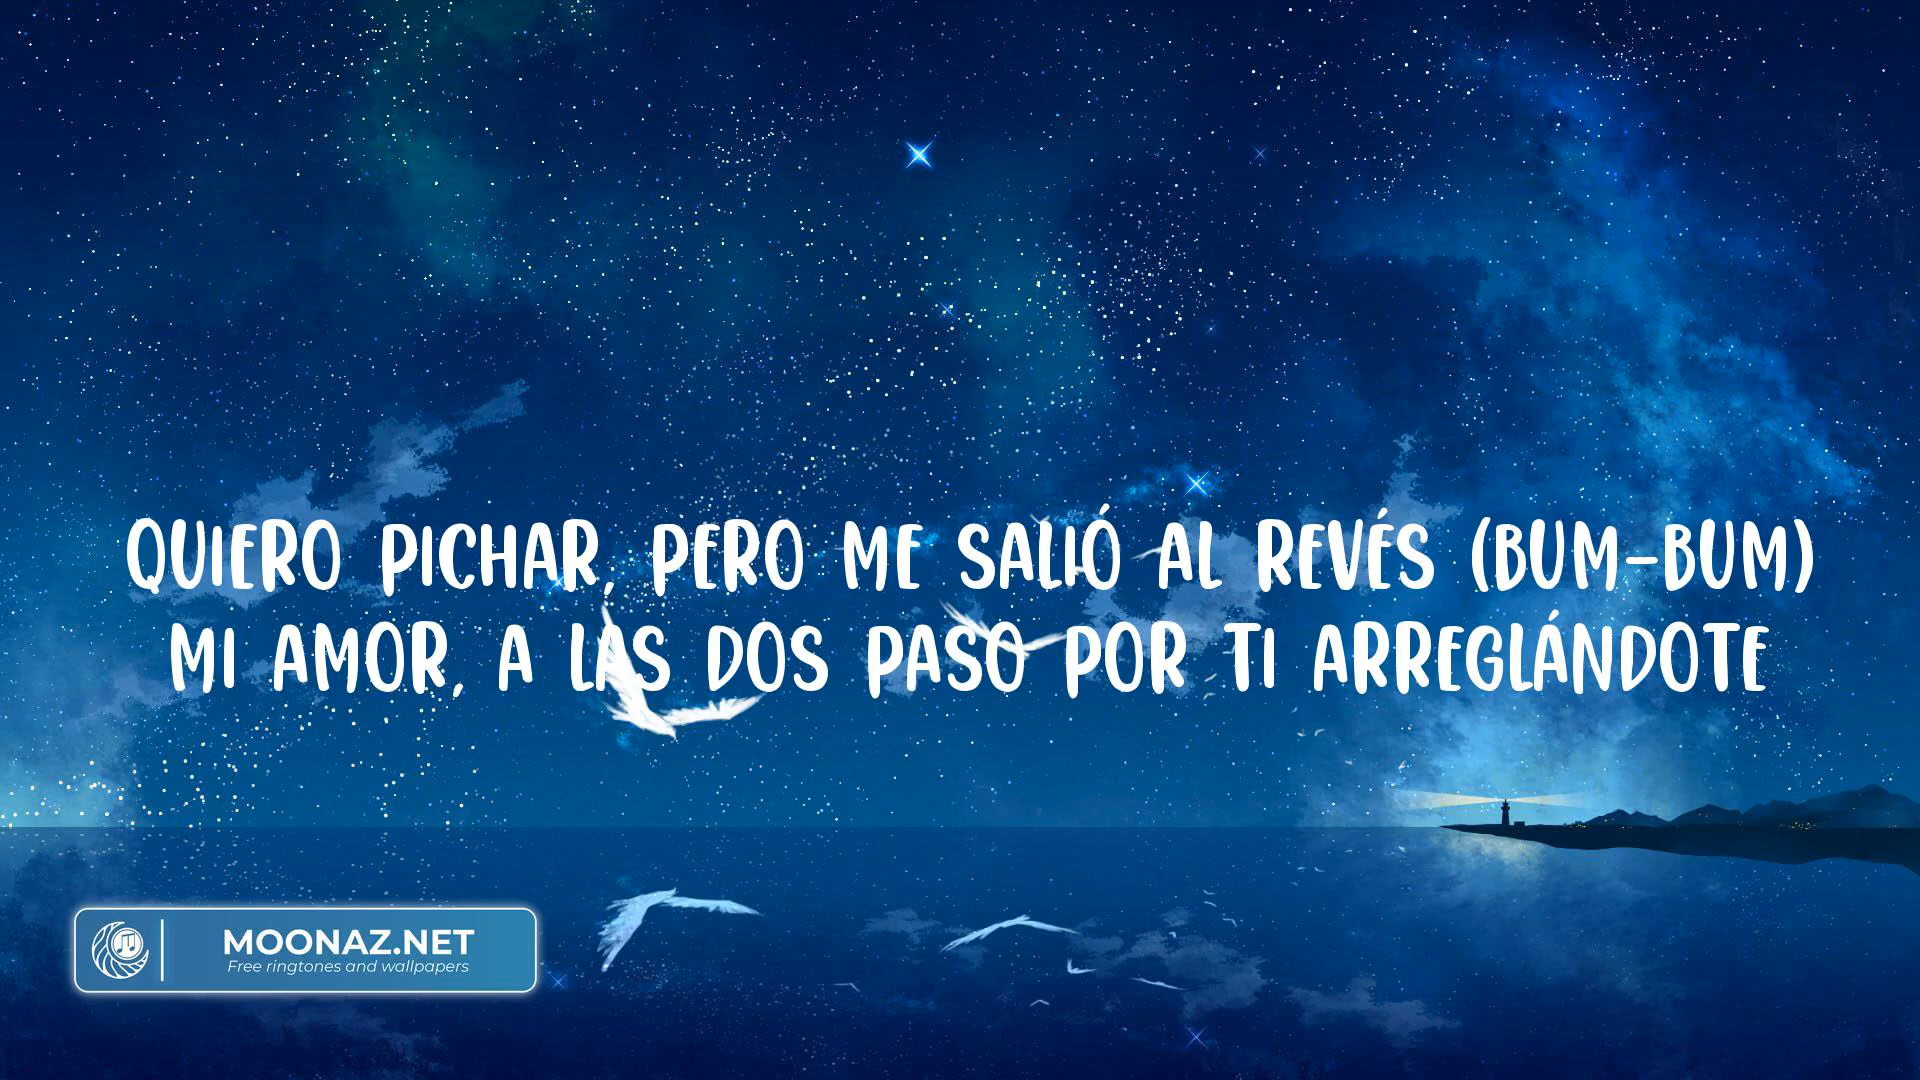 QUIERO PICHAR, PERO ME SALIÓ AL REVÉS (BUM-BUM)
MI AMOR, A LAS DOS PASO POR TI ARREGLÁNDOTE
MOONAZ.NET
Free ringtones and wallpapers